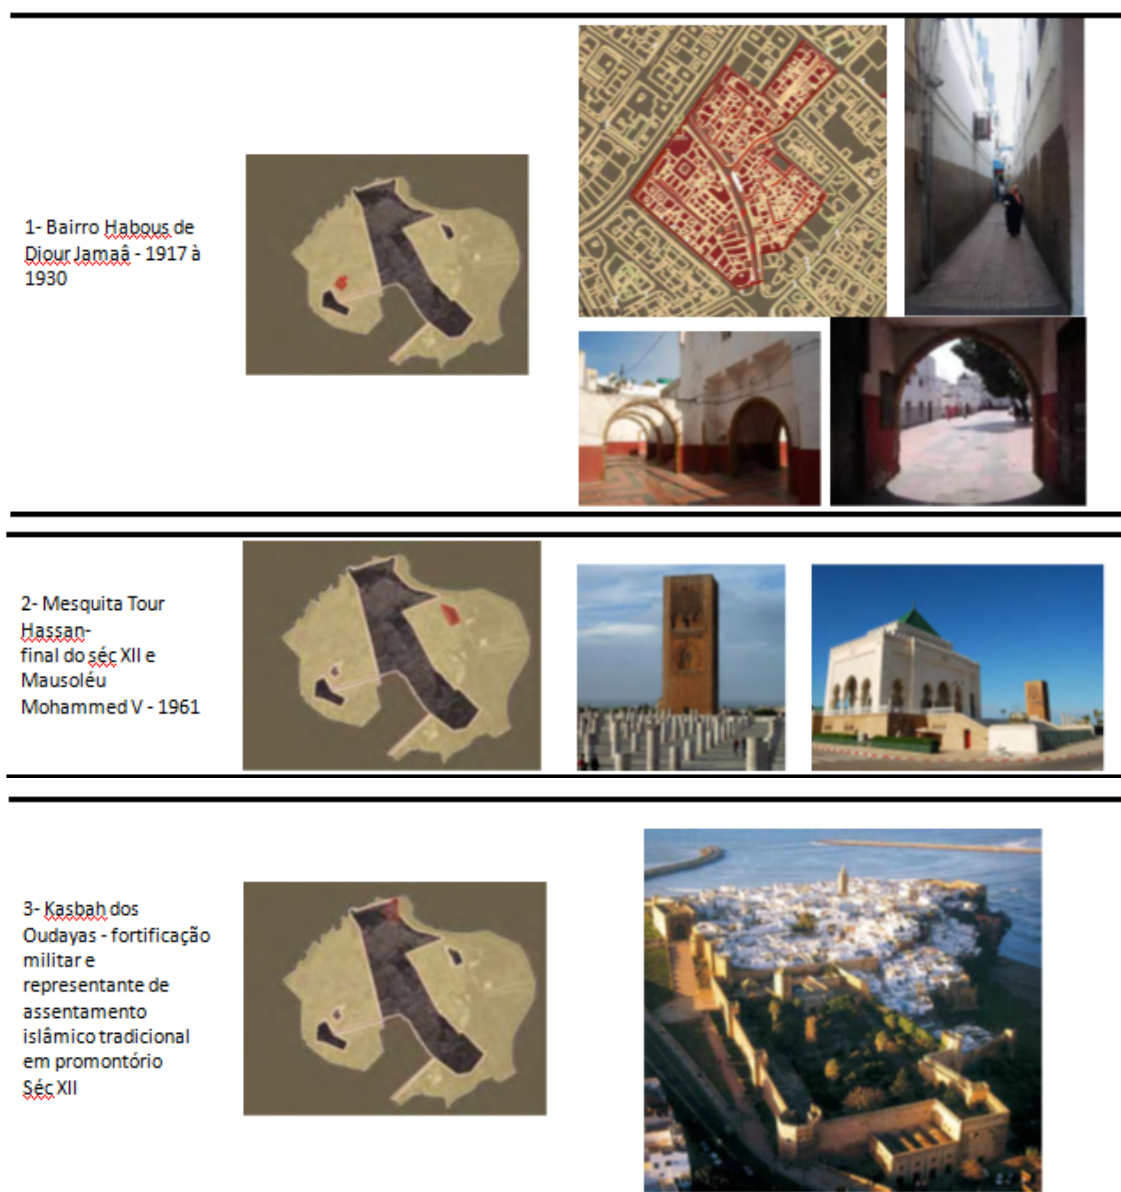 1- Bairro Habous de
Diour Jamaâ - 1917 à
1930
2- Mesquita Tour
Hassan-
final do séc XII e
Mausoléu
Mohammed V - 1961
3- Kasbah dos
Oudayas - fortificação
militar e
representante de
assentamento
islâmico tradicional
em promontório
Séc XII